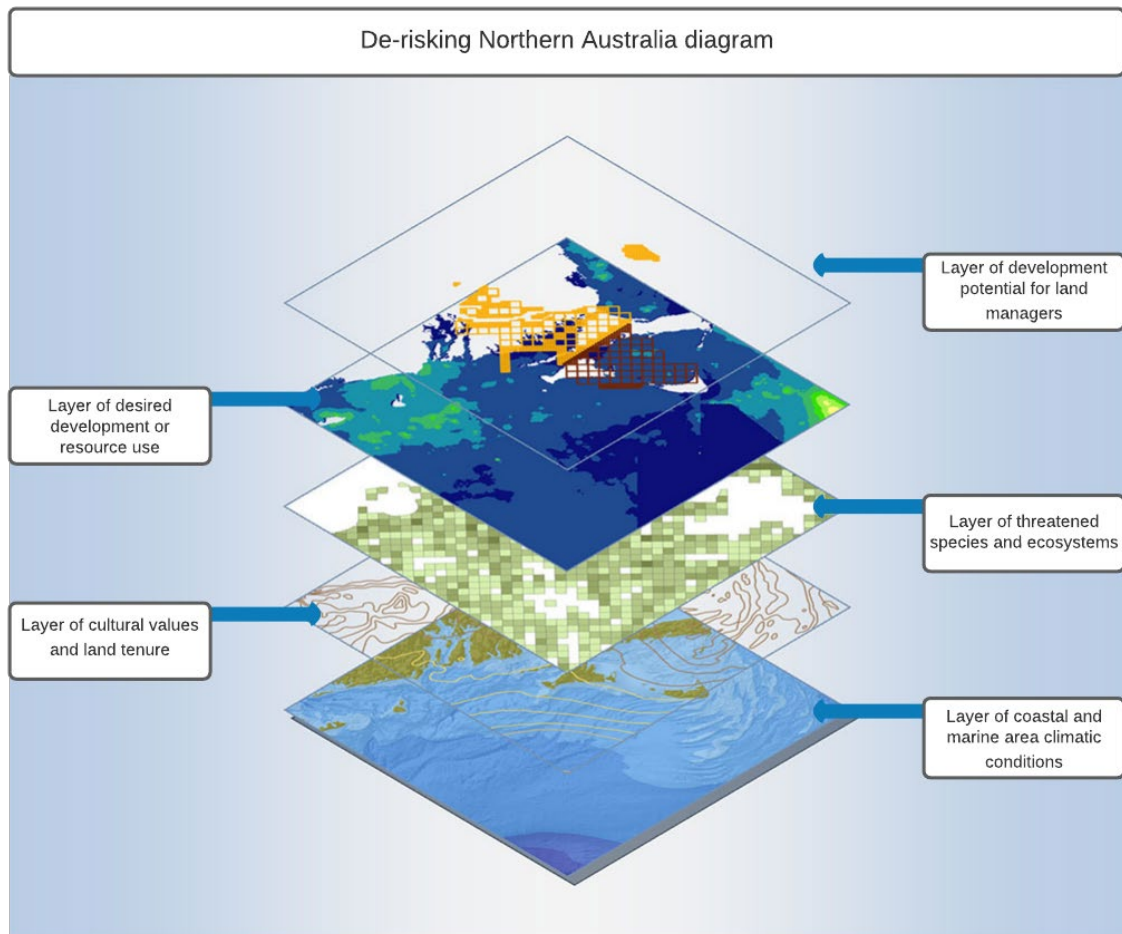 De-risking Northern Australia diagram
Layer of development
potential for land
managers
Layer of desired
development or
resource use
Layer of threatened
species and ecosystems
Layer of cultural values
and land tenure
Layer of coastal and
marine area climatic
conditions